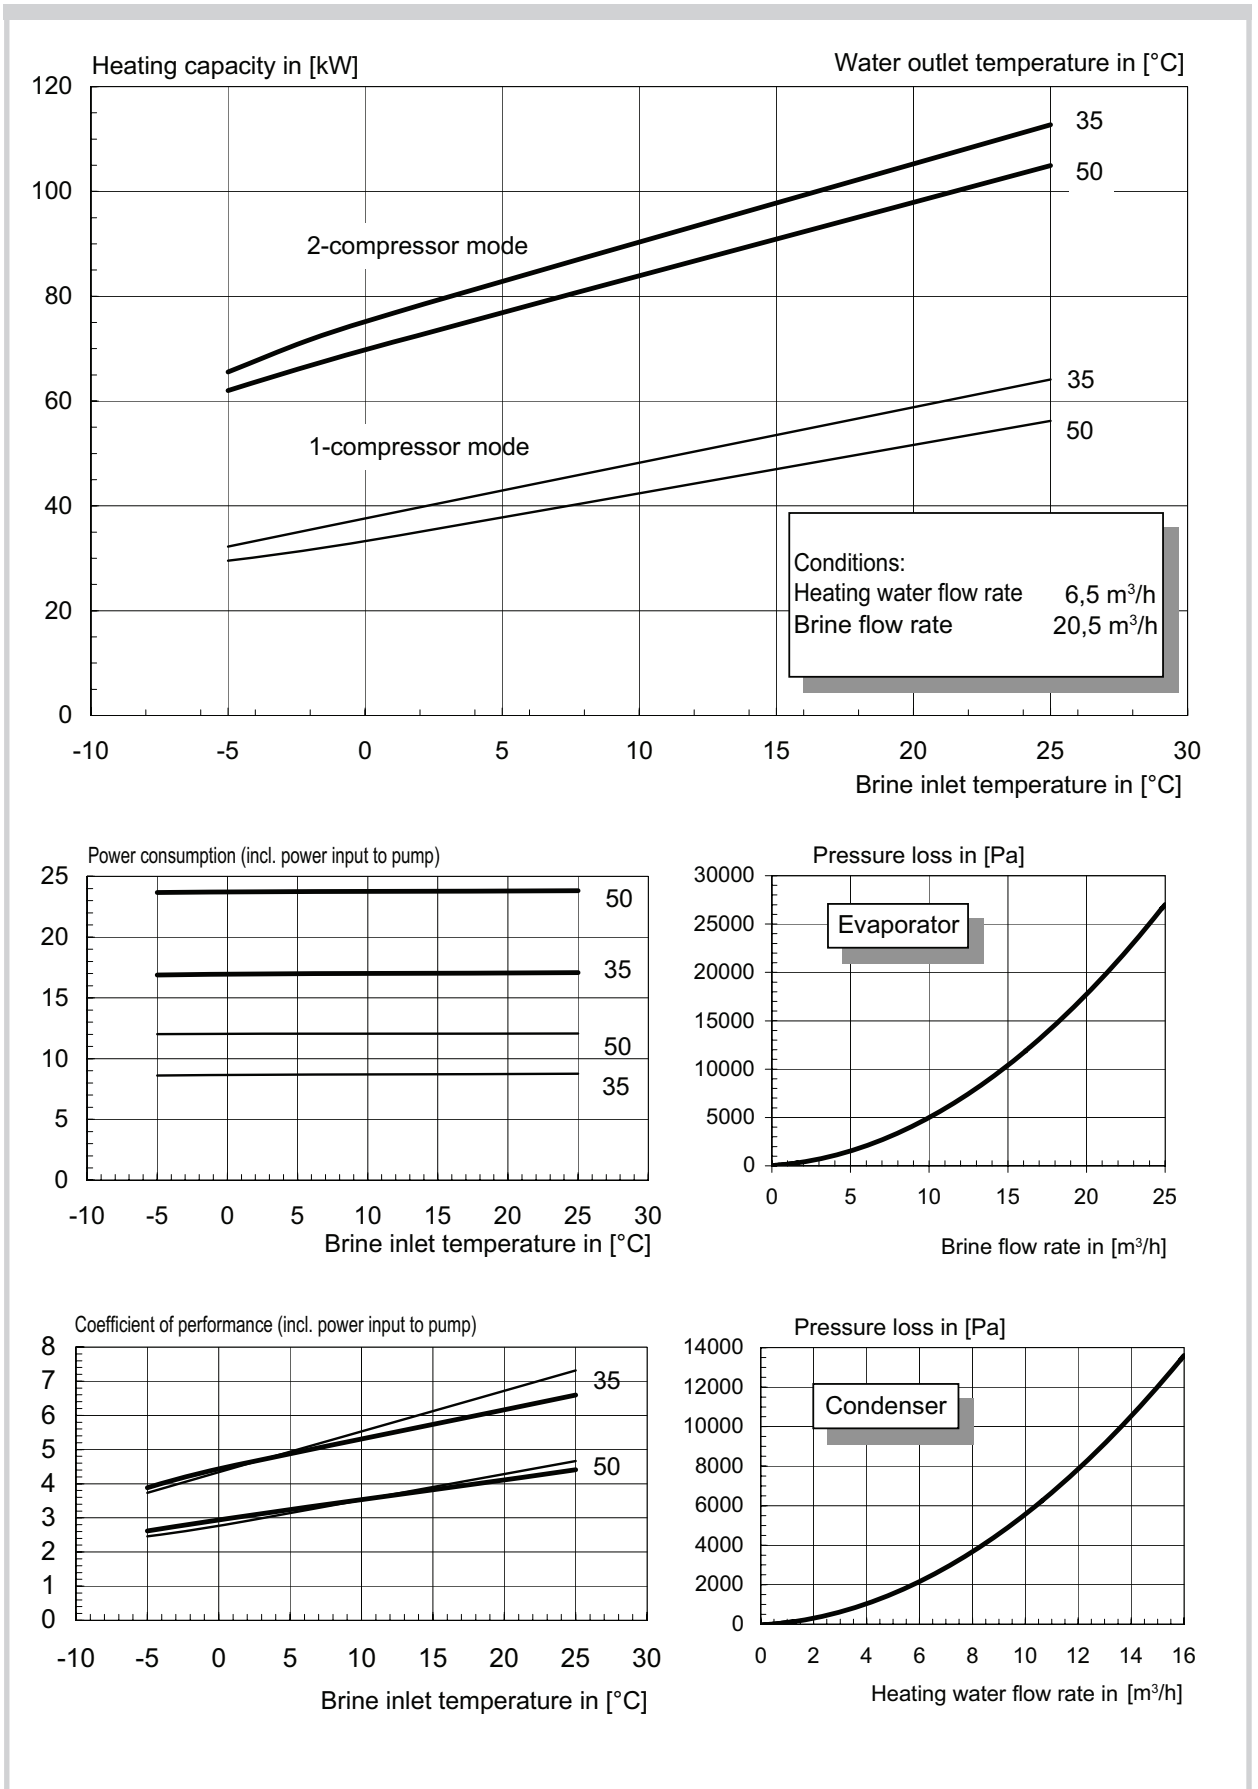 Heating capacity in [kW]
Water outlet temperature in [°C]
120
100
80
60
40
20
0
35
50
2-compressor mode
35
50
1-compressor mode
Conditions:
Heating water flow rate 6,5 m³/h
Brine flow rate 20,5 m³/h
-10 -5 0 5 10 15 20 25 30
Brine inlet temperature in [°C]
Power consumption (incl. power input to pump)
25
20
15
10
5
0
50
35
50
35
-10 -5 0 5 10 15 20 25 30
Brine inlet temperature in [°C]
Pressure loss in [Pa]
30000
25000
20000
15000
10000
5000
0
Evaporator
0 5 10 15 20 25
Brine flow rate in [m³/h]
Coefficient of performance (incl. power input to pump)
8
7
6
5
4
3
2
1
0
35
50
-10 -5 0 5 10 15 20 25 30
Brine inlet temperature in [°C]
Pressure loss in [Pa]
14000
12000
10000
8000
6000
4000
2000
0
Condenser
0 2 4 6 8 10 12 14 16
Heating water flow rate in [m³/h]